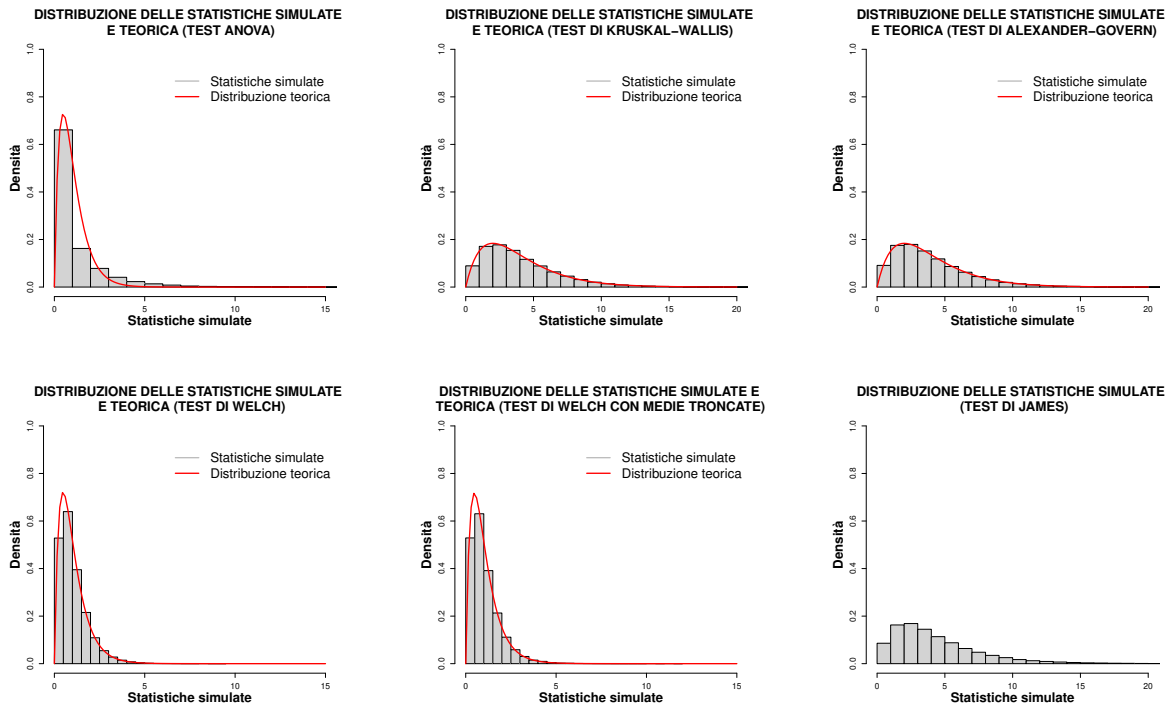 DISTRIBUZIONE DELLE STATISTICHE SIMULATE
E TEORICA (TEST ANOVA)
1.0
0.8
0.6
0.4
0.2
0.0
Densità
Statistiche simulate
Distribuzione teorica
0
5
10
15
Statistiche simulate
DISTRIBUZIONE DELLE STATISTICHE SIMULATE
E TEORICA (TEST DI KRUSKAL−WALLIS)
1.0
0.8
0.6
0.4
0.2
0.0
Densità
Statistiche simulate
Distribuzione teorica
0
5
10
15
20
Statistiche simulate
DISTRIBUZIONE DELLE STATISTICHE SIMULATE
E TEORICA (TEST DI ALEXANDER−GOVERN)
1.0
0.8
0.6
0.4
0.2
0.0
Densità
Statistiche simulate
Distribuzione teorica
0
5
10
15
20
Statistiche simulate
DISTRIBUZIONE DELLE STATISTICHE SIMULATE
E TEORICA (TEST DI WELCH)
1.0
0.8
0.6
0.4
0.2
0.0
Densità
Statistiche simulate
Distribuzione teorica
0
5
10
15
Statistiche simulate
DISTRIBUZIONE DELLE STATISTICHE SIMULATE E
TEORICA (TEST DI WELCH CON MEDIE TRONCATE)
1.0
0.8
0.6
0.4
0.2
0.0
Densità
Statistiche simulate
Distribuzione teorica
0
5
10
15
Statistiche simulate
DISTRIBUZIONE DELLE STATISTICHE SIMULATE
(TEST DI JAMES)
1.0
0.8
0.6
0.4
0.2
0.0
Densità
0
5
10
15
20
Statistiche simulate